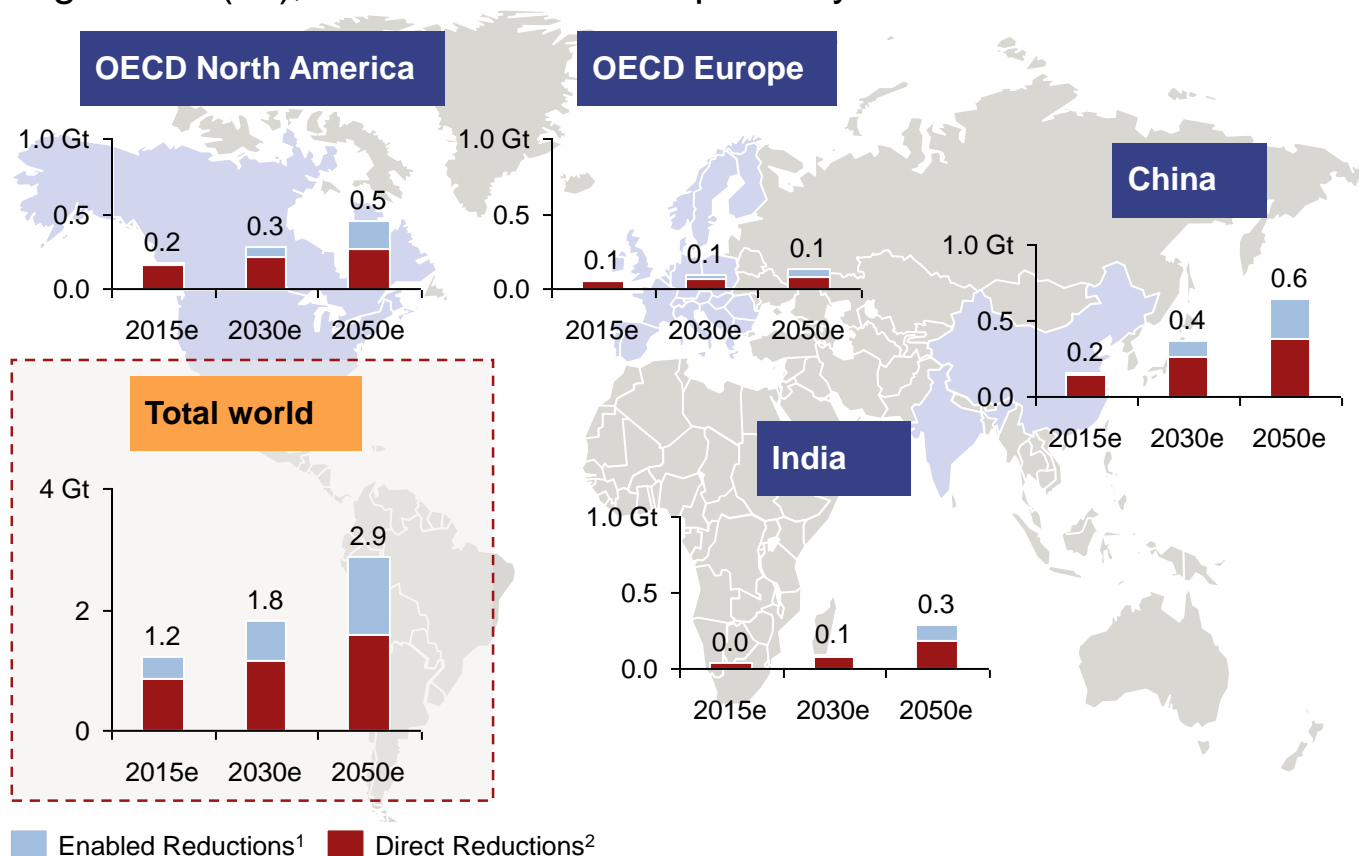 OECD North America
1.0 Gt
0.5
0.0
0.2
0.3
0.5
2015e 2030e 2050e
OECD Europe
1.0 Gt
0.5
0.0
0.1
0.1
0.1
2015e 2030e 2050e
China
1.0 Gt
0.5
0.0
0.2
0.4
0.6
2015e 2030e 2050e
Total world
4 Gt
2
0
1.2
1.8
2.9
2015e 2030e 2050e
India
1.0 Gt
0.5
0.0
0.0
0.1
0.3
2015e 2030e 2050e
Enabled Reductions¹ Direct Reductions²